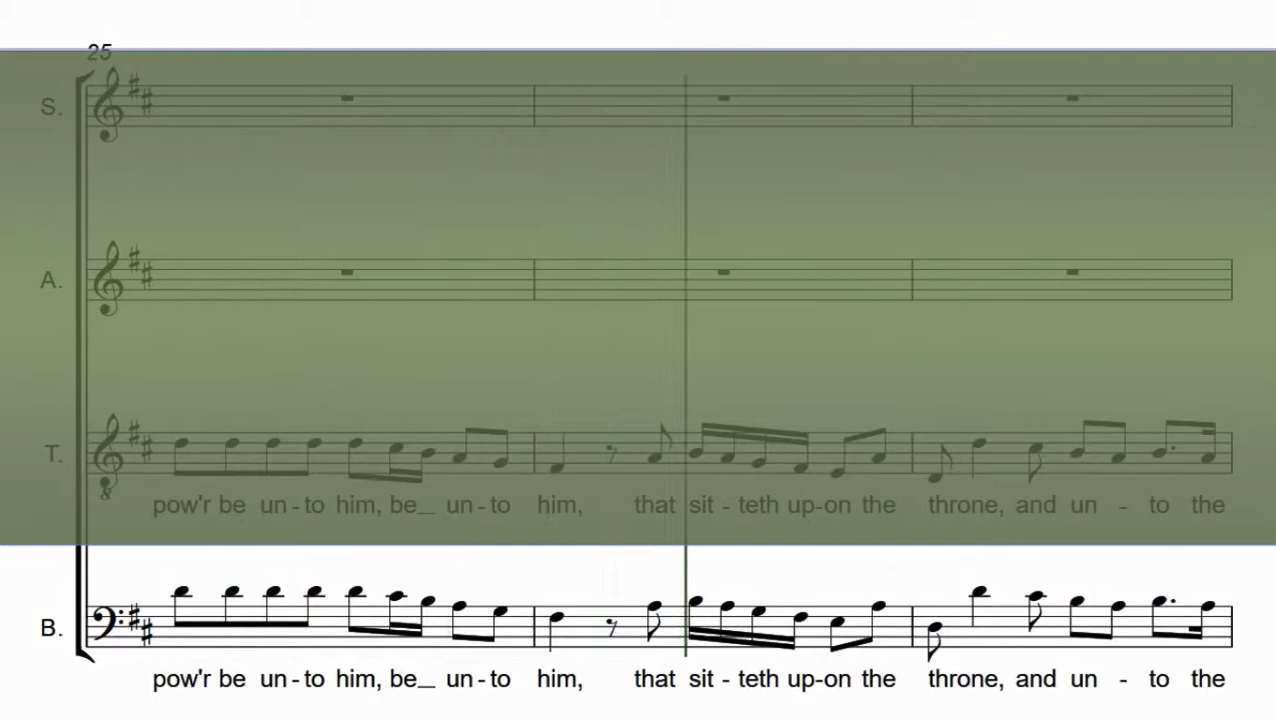 25
S.
A.
T.
8
pow'r be un-to him, be_ un-to him, that sit - teth up-on the throne, and un - to the
B.
pow'r be un-to him, be_ un-to him, that sit - teth up-on the throne, and un - to the